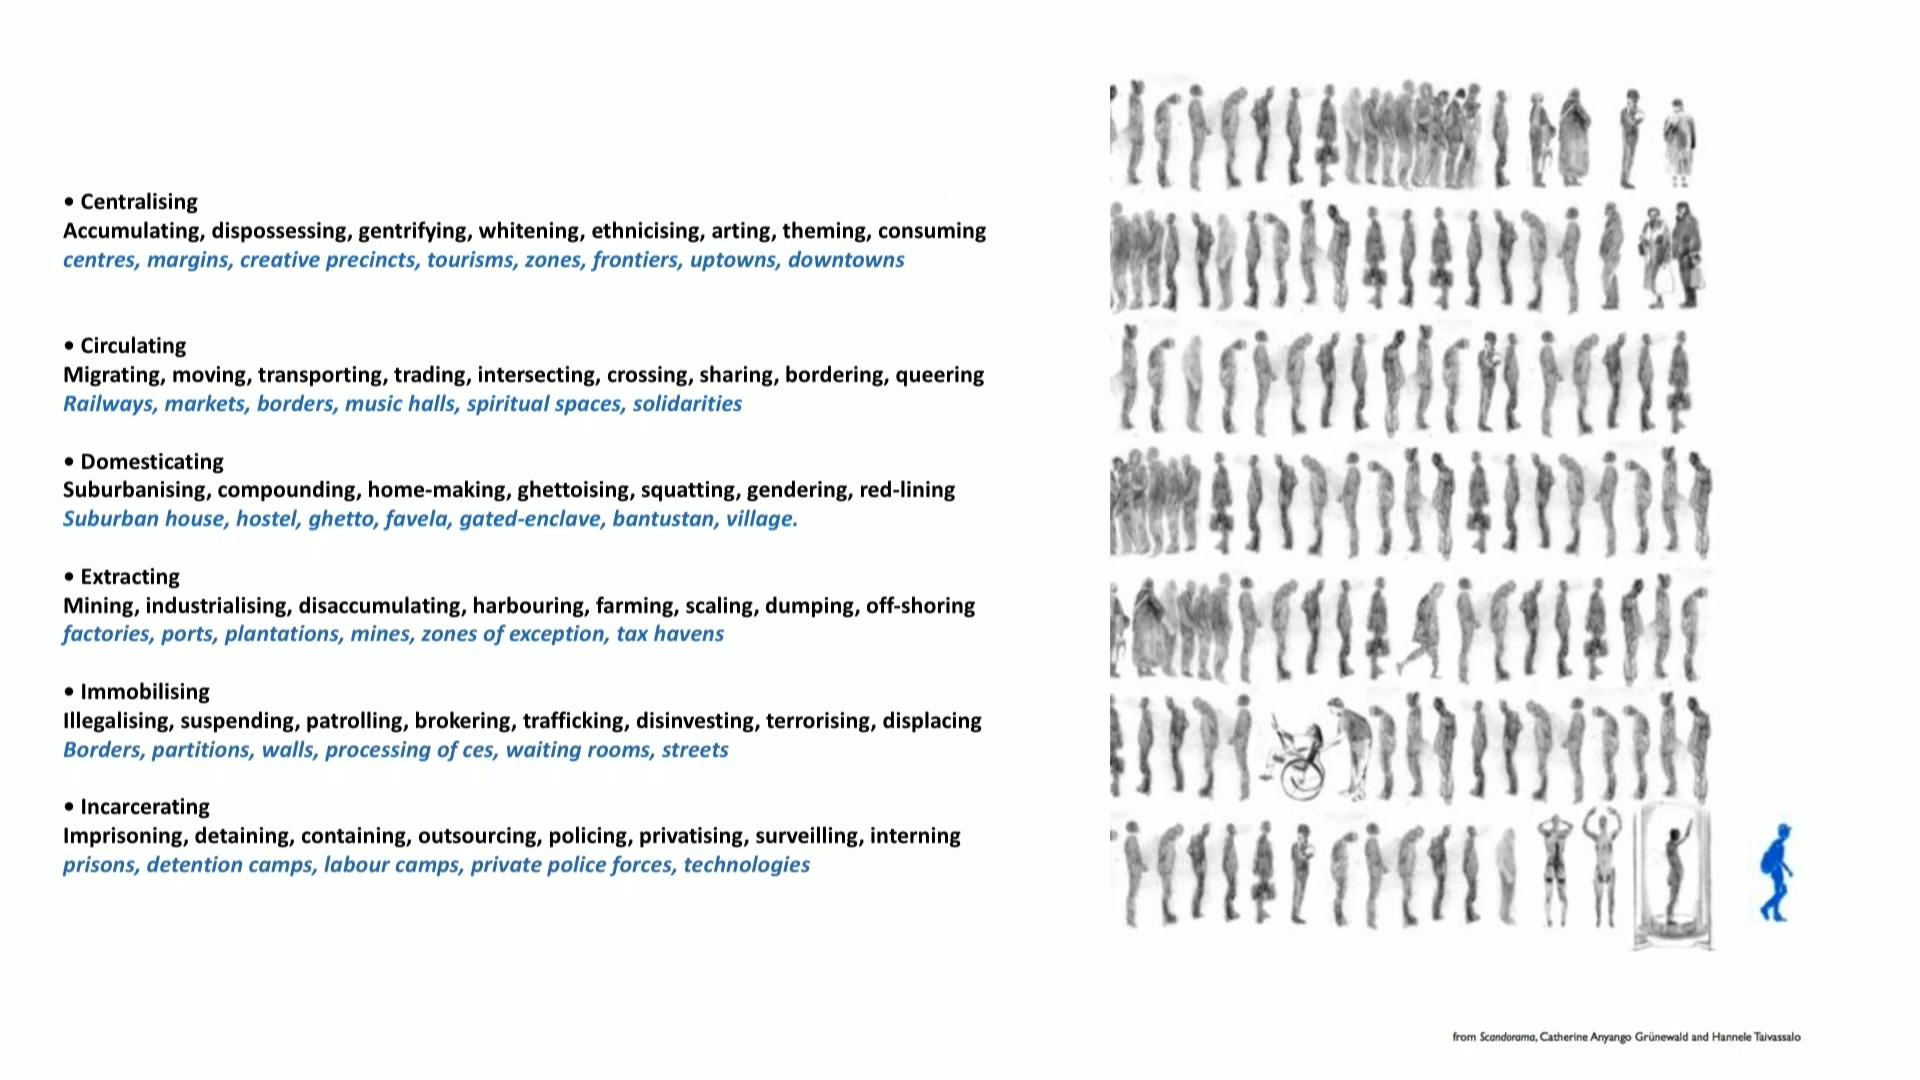 • Centralising
Accumulating, dispossessing, gentrifying, whitening, ethnicising, arting, theming, consuming
centres, margins, creative precincts, tourisms, zones, frontiers, uptowns, downtowns
• Circulating
Migrating, moving, transporting, trading, intersecting, crossing, sharing, bordering, queering
Railways, markets, borders, music halls, spiritual spaces, solidarities
• Domesticating
Suburbanising, compounding, home-making, ghettoising, squatting, gendering, red-lining
Suburban house, hostel, ghetto, favela, gated-enclave, bantustan, village.
• Extracting
Mining, industrialising, disaccumulating, harbouring, farming, scaling, dumping, off-shoring
factories, ports, plantations, mines, zones of exception, tax havens
• Immobilising
Illegalising, suspending, patrolling, brokering, trafficking, disinvesting, terrorising, displacing
Borders, partitions, walls, processing of ces, waiting rooms, streets
• Incarcerating
Imprisoning, detaining, containing, outsourcing, policing, privatising, surveilling, interning
prisons, detention camps, labour camps, private police forces, technologies
from Scandorama, Catherine Anyango Grünewald and Hannele Taivassalo